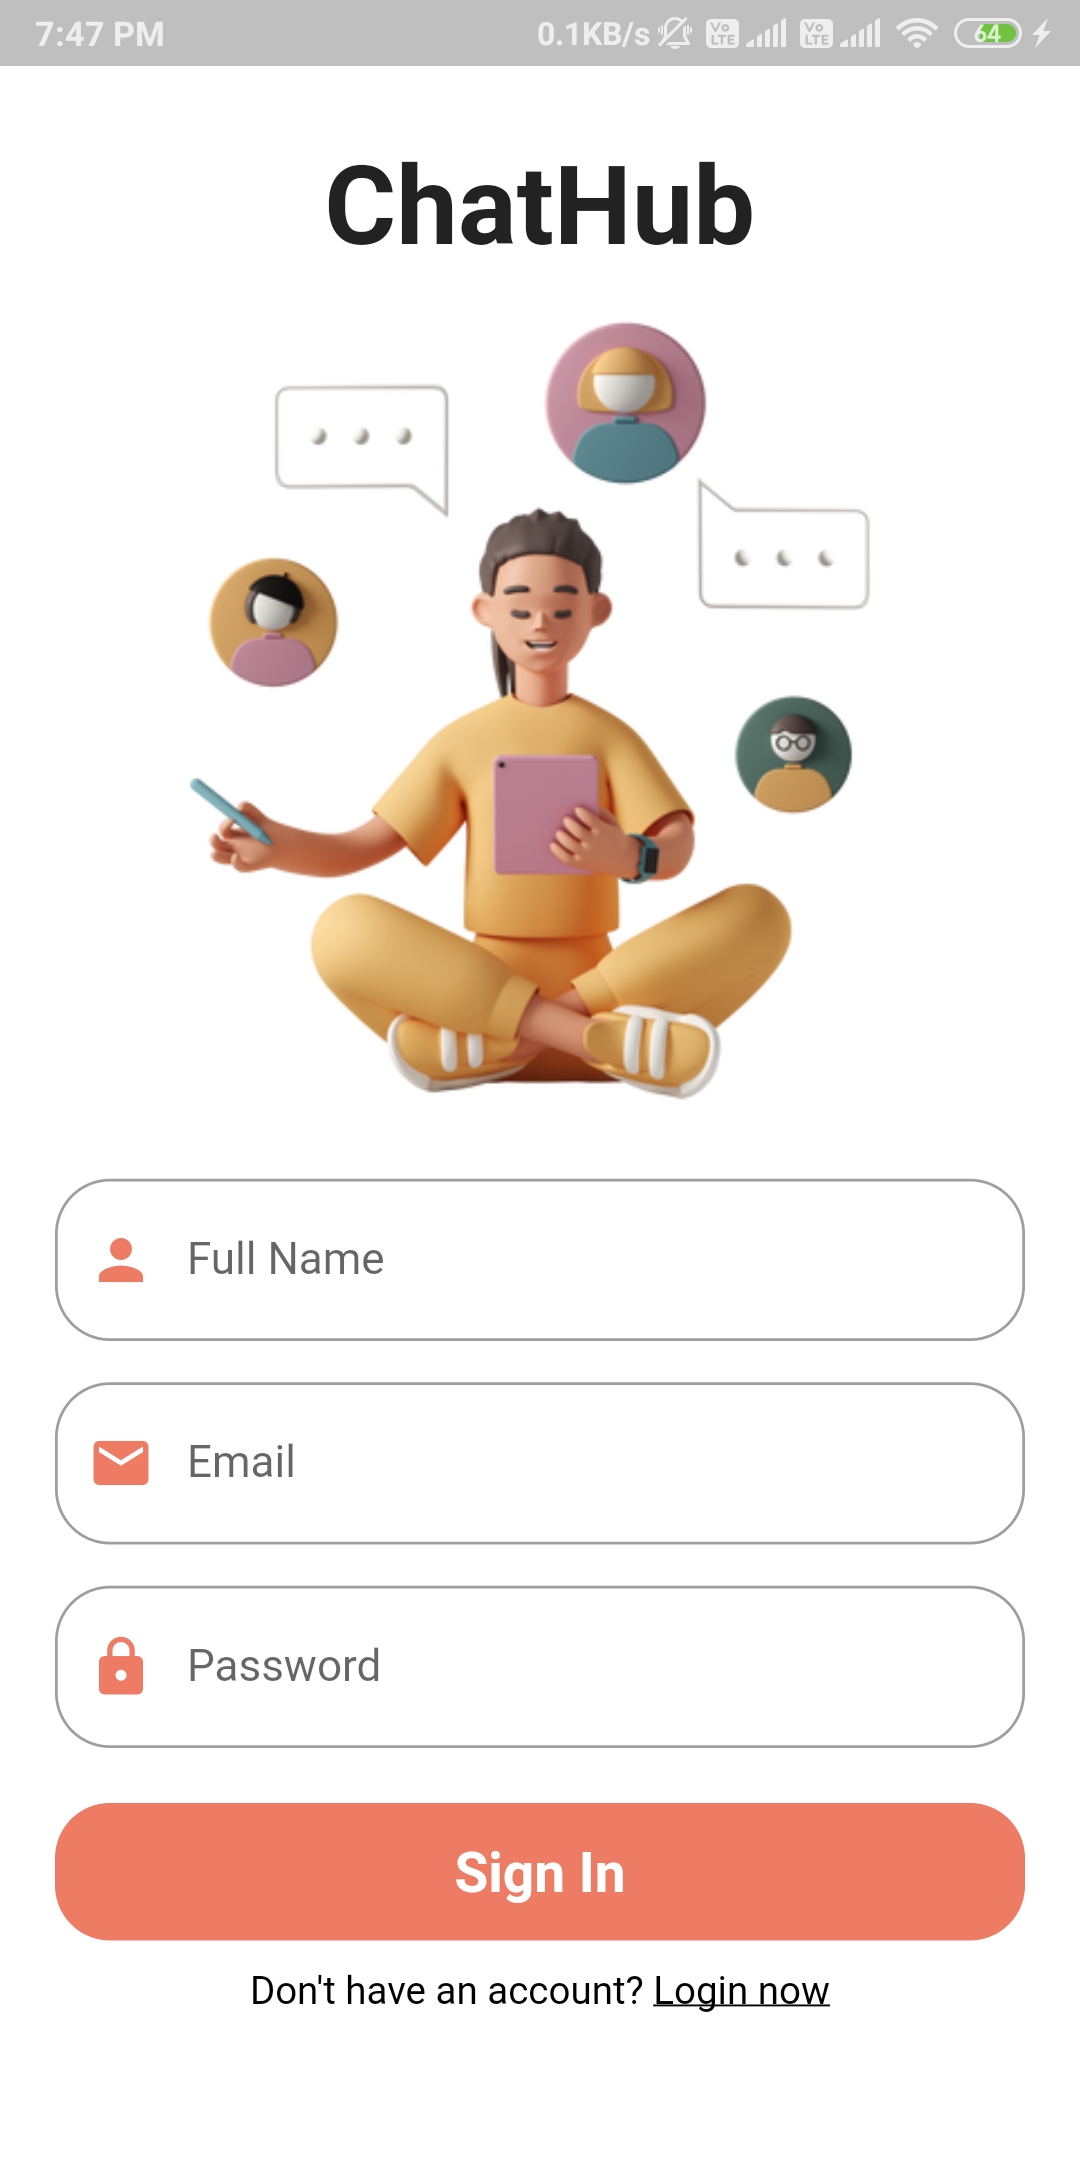 7:47 PM 0.1KB/s Vo LTE Vo LTE 64
ChatHub
Full Name
Email
Password
Sign In
Don't have an account? Login now